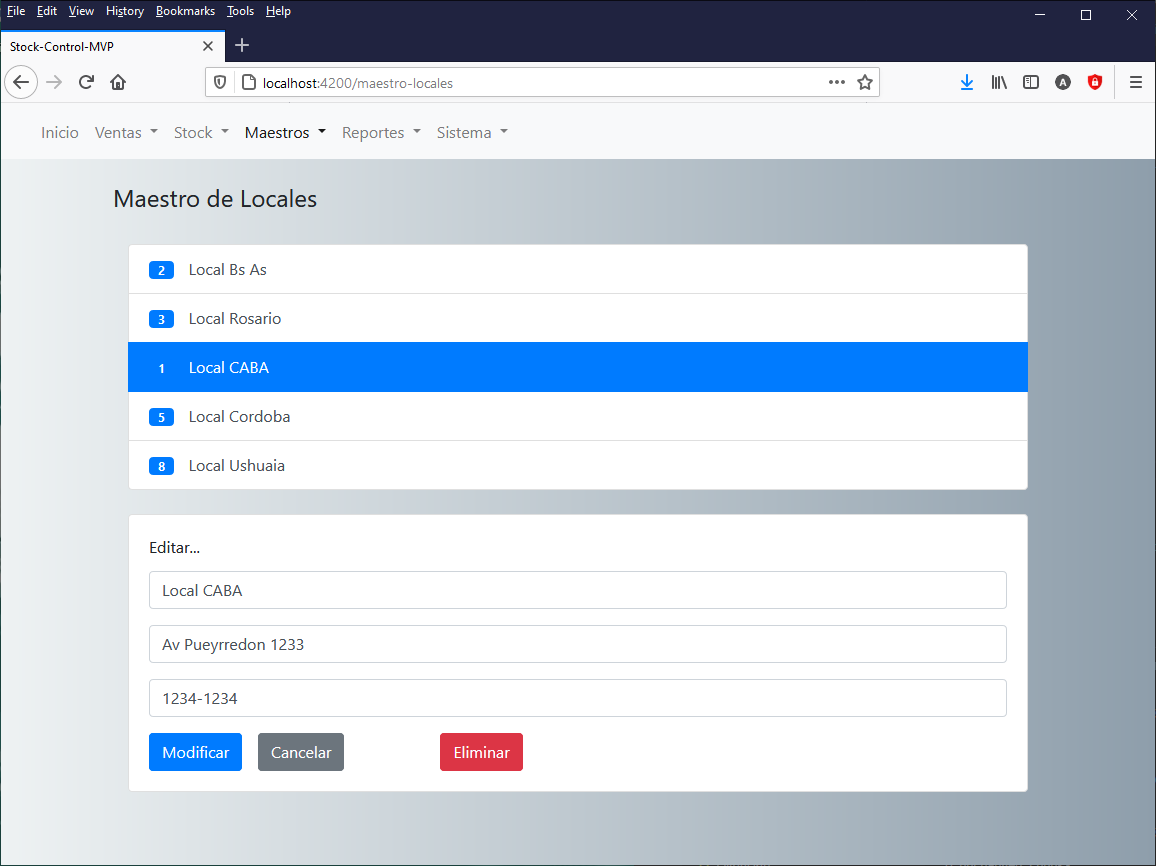 File Edit View History Bookmarks Tools Help
Stock-Control-MVP
localhost:4200/maestro-locales
A
Inicio Ventas Stock Maestros Reportes Sistema
Maestro de Locales
2 Local Bs As
3 Local Rosario
1 Local CABA
5 Local Cordoba
8 Local Ushuaia
Editar...
Local CABA
Av Pueyrredon 1233
1234-1234
Modificar Cancelar Eliminar